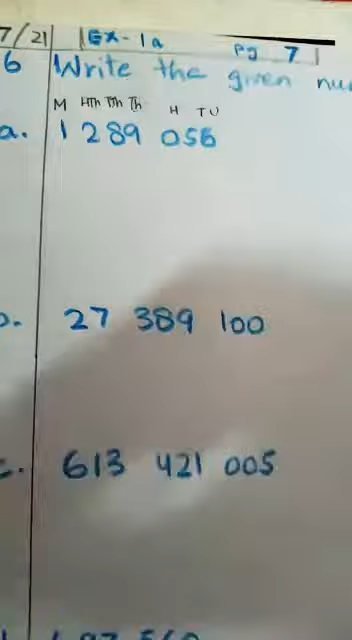 7/21 Ex-1a pg 7
6 Write the given
M HTh TTh Th H T U
a. 1 289 056
27 389 100
613 421 005